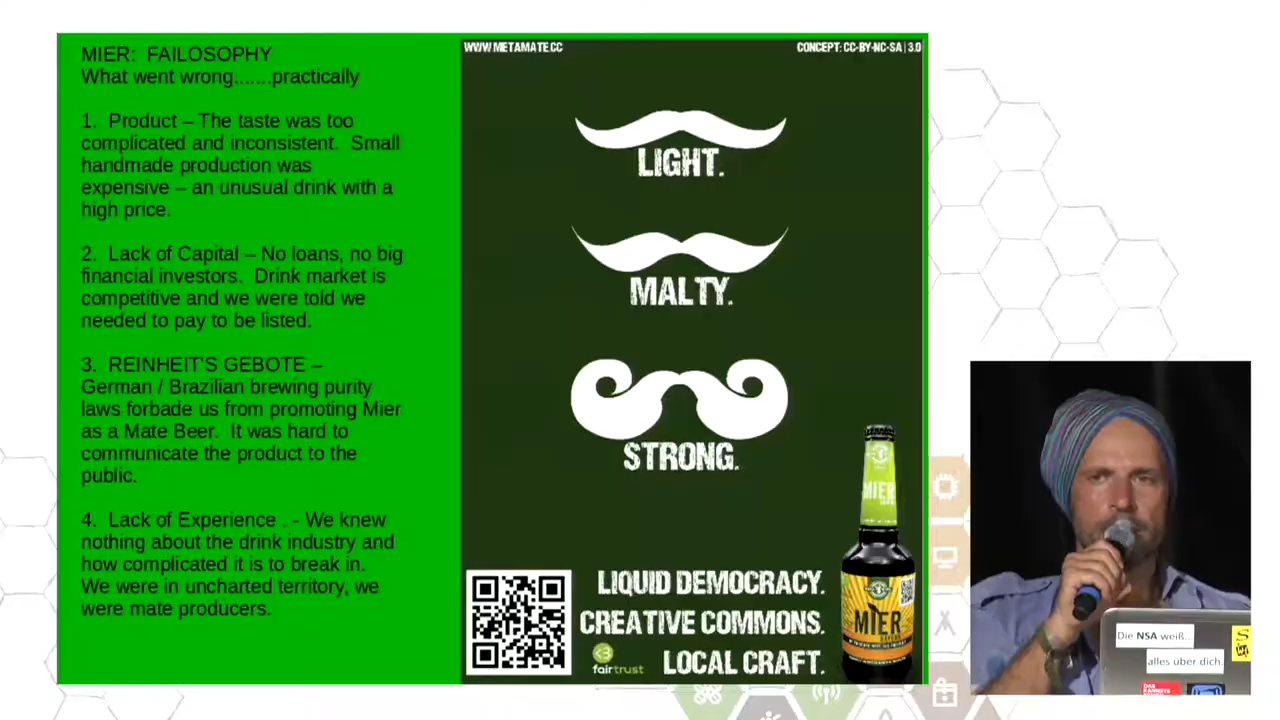 MIER: FAILOSOPHY
What went wrong.......practically
1. Product – The taste was too
complicated and inconsistent. Small
handmade production was
expensive – an unusual drink with a
high price.
2. Lack of Capital – No loans, no big
financial investors. Drink market is
competitive and we were told we
needed to pay to be listed.
3. REINHEIT'S GEBOTE –
German / Brazilian brewing purity
laws forbade us from promoting Mier
as a Mate Beer. It was hard to
communicate the product to the
public.
4. Lack of Experience . - We knew
nothing about the drink industry and
how complicated it is to break in.
We were in uncharted territory, we
were mate producers.
WWW.METAMATE.CC
CONCEPT: CC-BY-NC-SA | 3.0
LIGHT.
MALTY.
STRONG.
LIQUID DEMOCRACY.
CREATIVE COMMONS.
LOCAL CRAFT.
fairtrust
MIER
MIER
Die NSA weiß...
alles über dich.